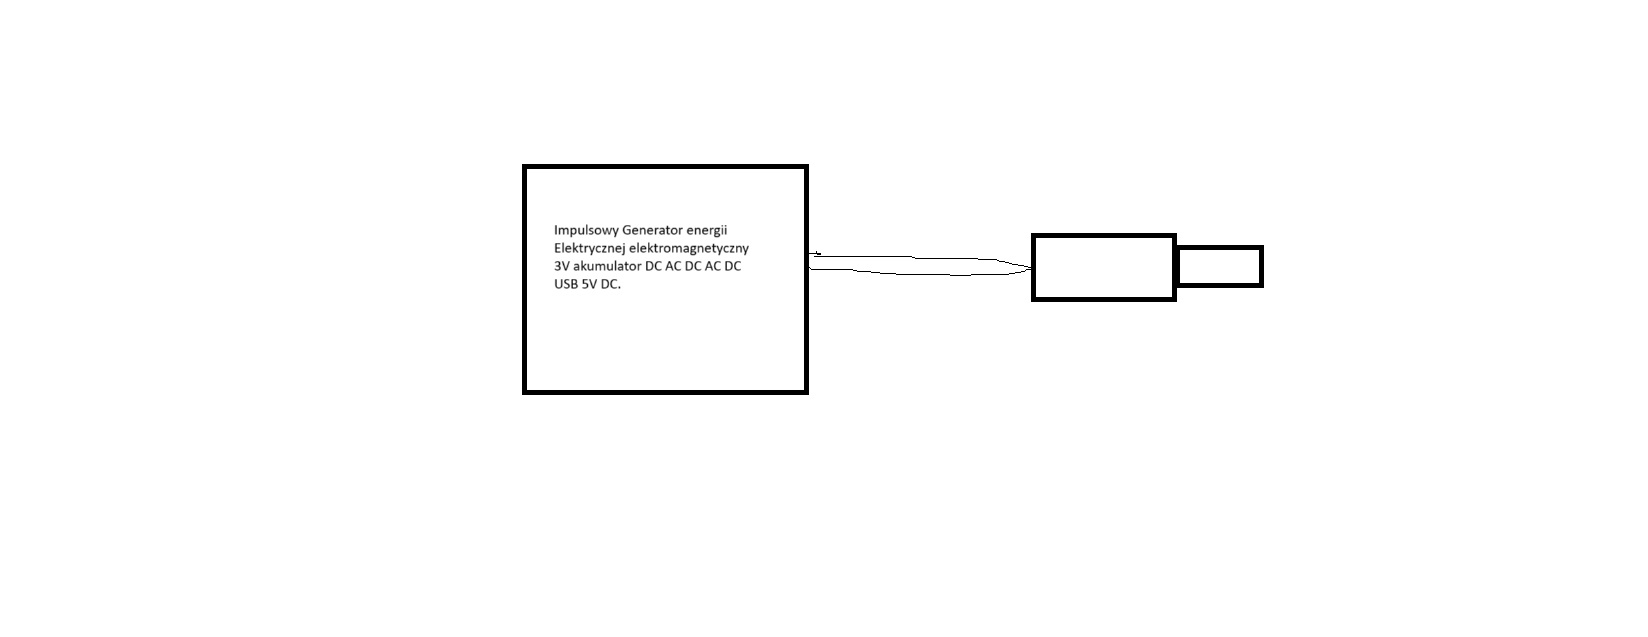 Impulsowy Generator energii
Elektrycznej elektromagnetyczny
3V akumulator DC AC DC AC DC
USB 5V DC.